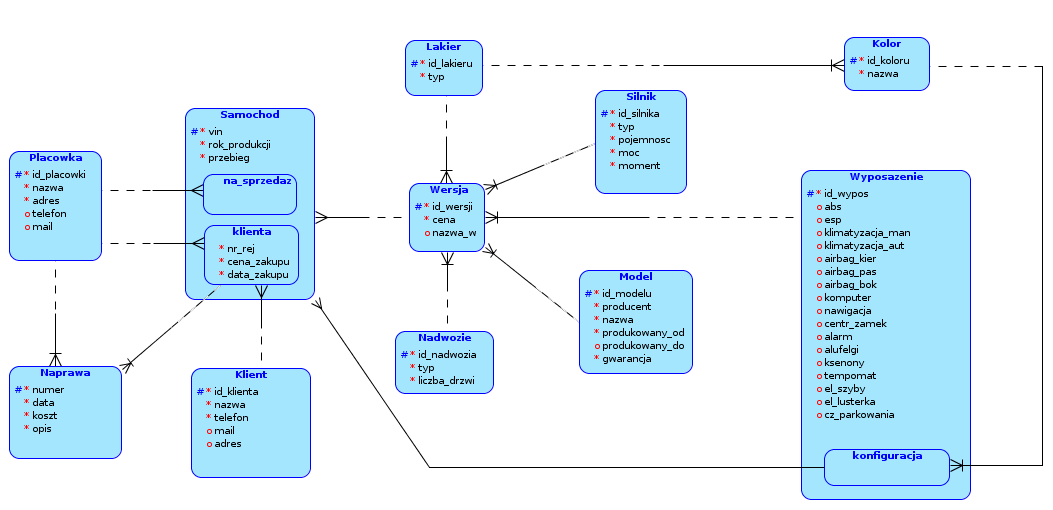 Lakier
#* id_lakieru
* typ
Kolor
#* id_koloru
* nazwa
Silnik
#* id_silnika
* typ
* pojemnosc
* moc
* moment
Samochod
#* vin
* rok_produkcji
* przebieg
na_sprzedaz
klienta
* nr_rej
* cena_zakupu
* data_zakupu
Placowka
#* id_placowki
* nazwa
* adres
o telefon
o mail
Wersja
#* id_wersji
* cena
o nazwa_w
Wyposazenie
#* id_wypos
o abs
o esp
o klimatyzacja_man
o klimatyzacja_aut
o airbag_kier
o airbag_pas
o airbag_bok
o komputer
o nawigacja
o centr_zamek
o alarm
o alufelgi
o ksenony
o tempomat
o el_szyby
o el_lusterka
o cz_parkowania
konfiguracja
Model
#* id_modelu
* producent
* nazwa
* produkowany_od
o produkowany_do
* gwarancja
Nadwozie
#* id_nadwozia
* typ
* liczba_drzwi
Naprawa
#* numer
* data
* koszt
* opis
Klient
#* id_klienta
* nazwa
* telefon
o mail
o adres